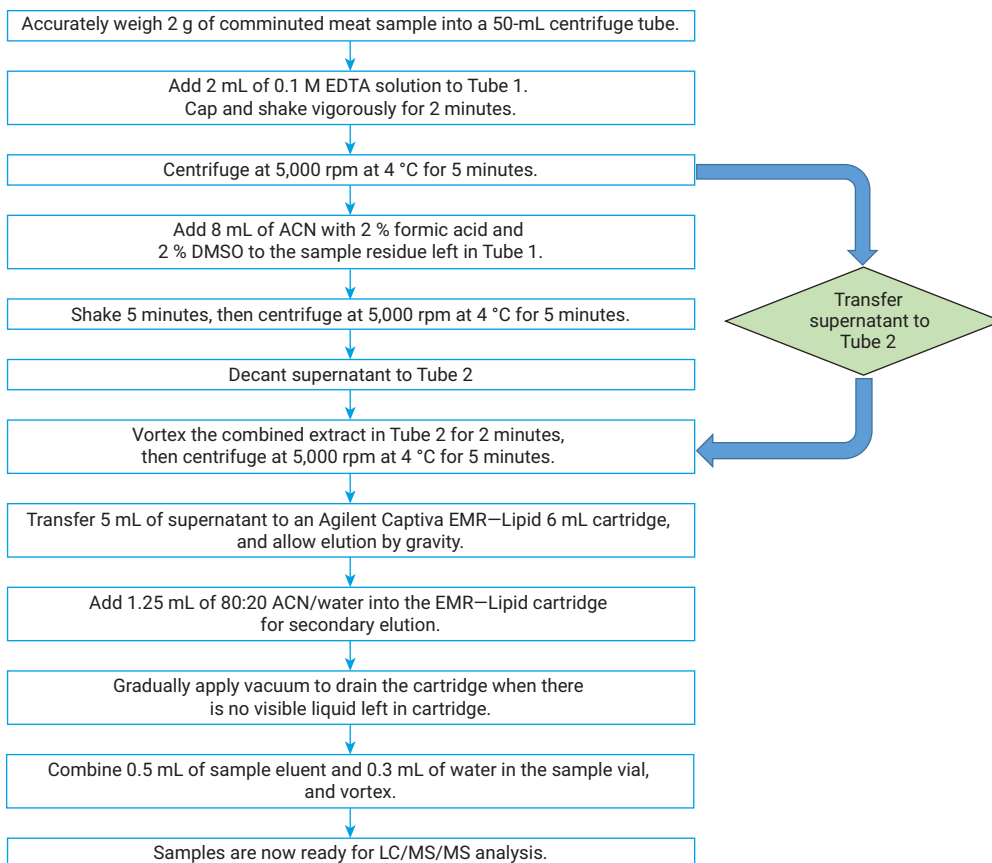 Accurately weigh 2 g of comminuted meat sample into a 50-mL centrifuge tube.
Add 2 mL of 0.1 M EDTA solution to Tube 1.
Cap and shake vigorously for 2 minutes.
Centrifuge at 5,000 rpm at 4 °C for 5 minutes.
Add 8 mL of ACN with 2 % formic acid and
2 % DMSO to the sample residue left in Tube 1.
Shake 5 minutes, then centrifuge at 5,000 rpm at 4 °C for 5 minutes.
Transfer
supernatant to
Tube 2
Decant supernatant to Tube 2
Vortex the combined extract in Tube 2 for 2 minutes,
then centrifuge at 5,000 rpm at 4 °C for 5 minutes.
Transfer 5 mL of supernatant to an Agilent Captiva EMR—Lipid 6 mL cartridge,
and allow elution by gravity.
Add 1.25 mL of 80:20 ACN/water into the EMR—Lipid cartridge
for secondary elution.
Gradually apply vacuum to drain the cartridge when there
is no visible liquid left in cartridge.
Combine 0.5 mL of sample eluent and 0.3 mL of water in the sample vial,
and vortex.
Samples are now ready for LC/MS/MS analysis.